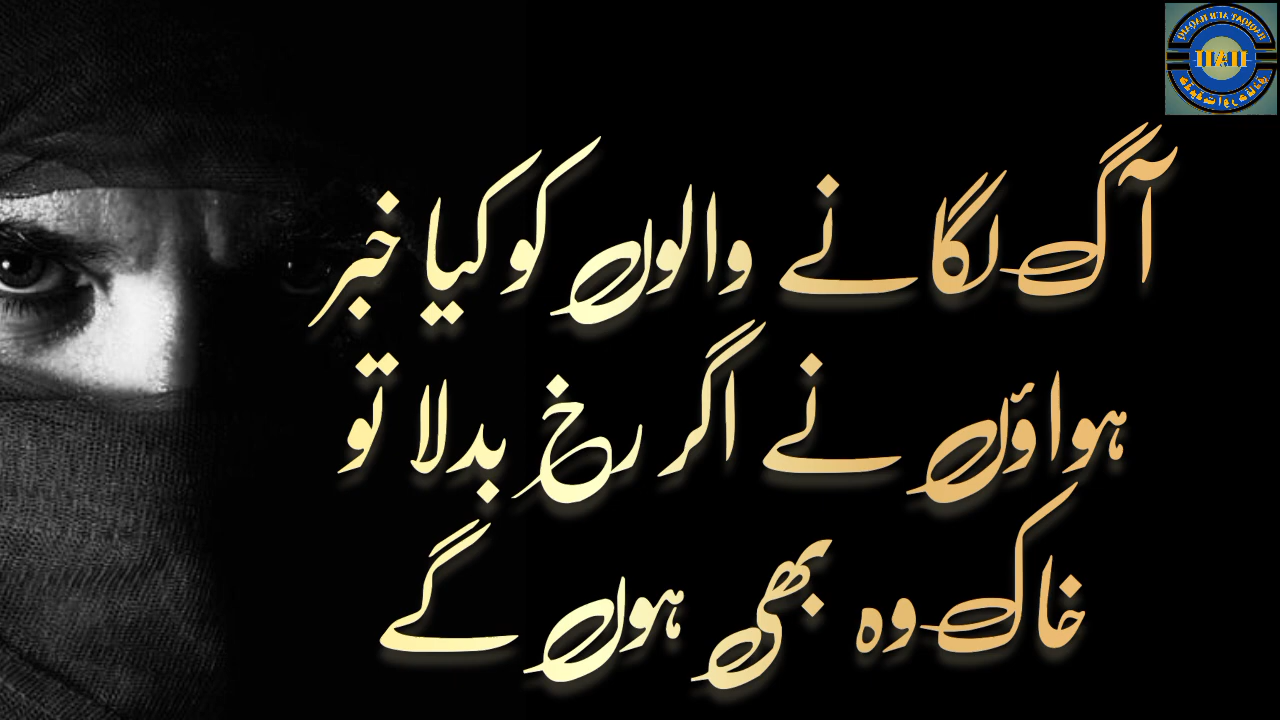 آگ لگانے والوں کو کیا خبر
ہواؤں نے اگر رخ بدلا تو
خاک وہ بھی ہوں گے